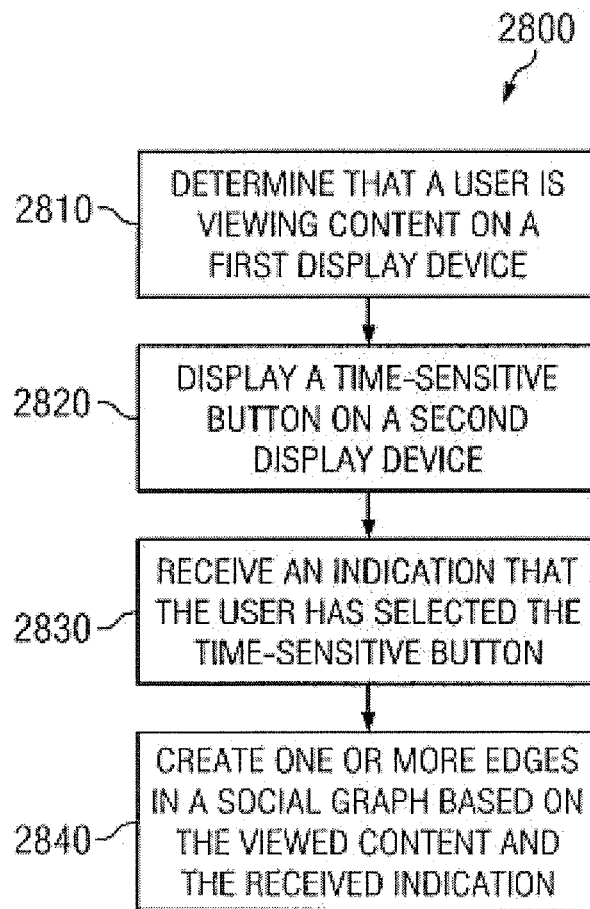 2800
2810
DETERMINE THAT A USER IS
VIEWING CONTENT ON A
FIRST DISPLAY DEVICE
2820
DISPLAY A TIME-SENSITIVE
BUTTON ON A SECOND
DISPLAY DEVICE
2830
RECEIVE AN INDICATION THAT
THE USER HAS SELECTED THE
TIME-SENSITIVE BUTTON
2840
CREATE ONE OR MORE EDGES
IN A SOCIAL GRAPH BASED ON
THE VIEWED CONTENT AND
THE RECEIVED INDICATION